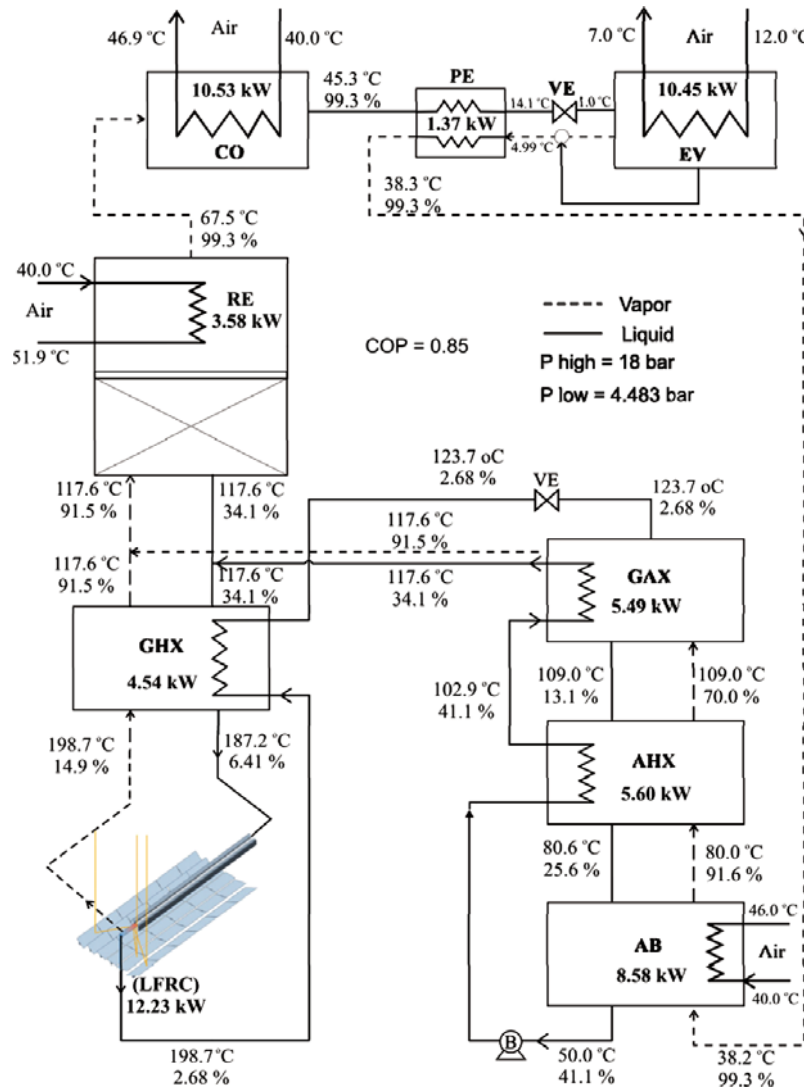 46.9 °C
Air
40.0 °C
10.53 kW
CO
45.3 °C
99.3 %
PE
1.37 kW
14.1 °C
VE
1.0 °C
4.99 °C
7.0 °C
Air
12.0 °C
10.45 kW
EV
38.3 °C
99.3 %
67.5 °C
99.3 %
40.0 °C
Air
51.9 °C
RE
3.58 kW
COP = 0.85
Vapor
Liquid
P high = 18 bar
P low = 4.483 bar
117.6 °C
91.5 %
117.6 °C
34.1 %
123.7 oC
2.68 %
VE
123.7 oC
2.68 %
117.6 °C
91.5 %
117.6 °C
91.5 %
117.6 °C
34.1 %
117.6 °C
34.1 %
GAX
5.49 kW
GHX
4.54 kW
102.9 °C
41.1 %
109.0 °C
13.1 %
109.0 °C
70.0 %
198.7 °C
14.9 %
187.2 °C
6.41 %
AHX
5.60 kW
80.6 °C
25.6 %
80.0 °C
91.6 %
(LFRC)
12.23 kW
AB
8.58 kW
46.0 °C
Air
40.0 °C
B
198.7°C
2.68 %
50.0 °C
41.1 %
38.2 °C
99.3 %